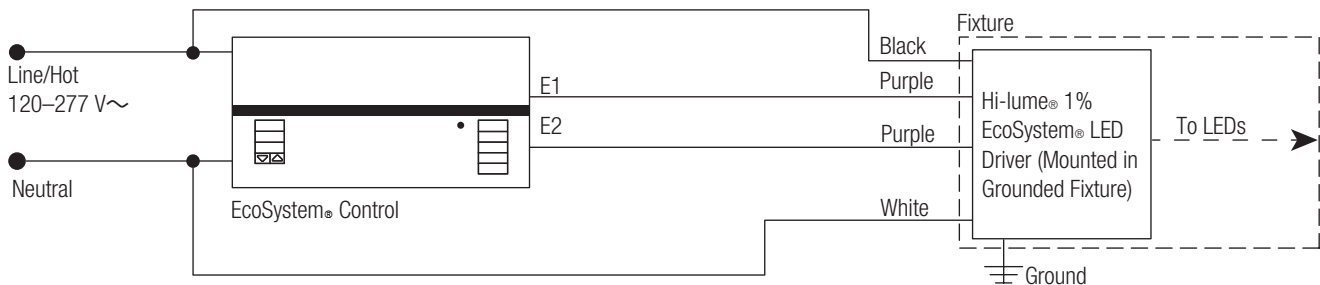 Fixture
Black
Line/Hot
120–277 V~
E1
Purple
Hi-lume® 1%
EcoSystem® LED
Driver (Mounted in
Grounded Fixture)
E2
Purple
To LEDs
Neutral
EcoSystem® Control
White
Ground